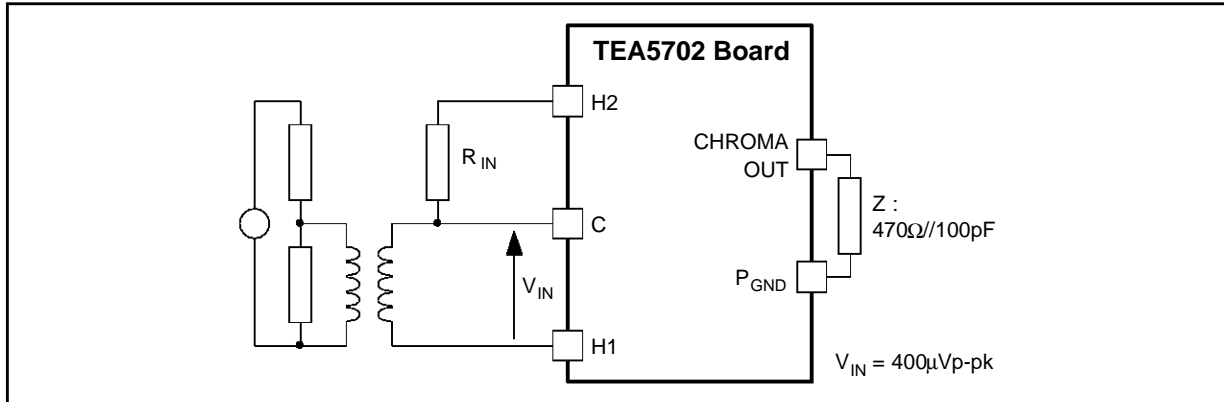 TEA5702 Board
H2
R IN
CHROMA
OUT
Z :
470Ω//100pF
C
VIN
PGND
H1
VIN = 400µVp-pk